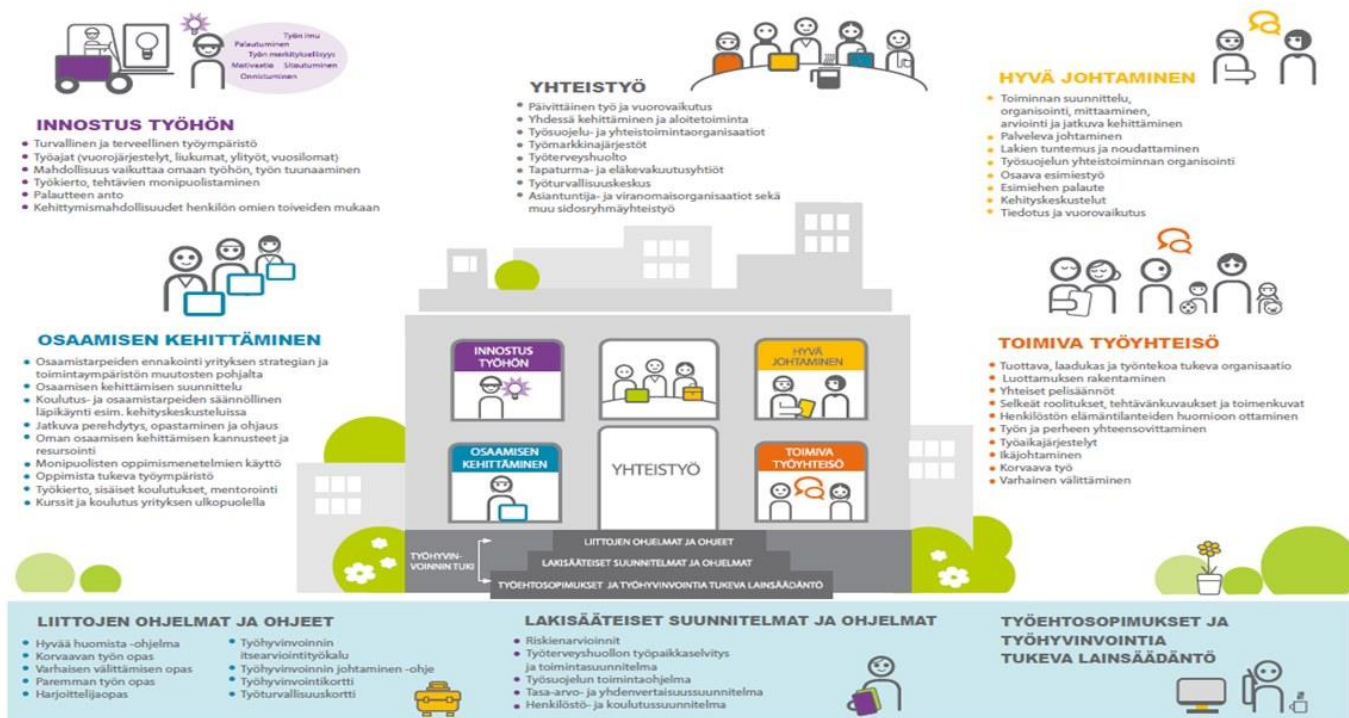 Työn imu
Palautuminen
Työn merkityksellisyys
Motivaatio Sitoutuminen
Onnistuminen
INNOSTUS TYÖHÖN
Turvallinen ja terveellinen työympäristö
Työajat (vuorojärjestelyt, liukumat, ylityöt, vuosilomat)
Mahdollisuus vaikuttaa omaan työhön, työn tuunaaminen
Työkierto, tehtävien monipuolistaminen
Palautteen anto
Kehittymismahdollisuudet henkilön omien toiveiden mukaan
YHTEISTYÖ
Päivittäinen työ ja vuorovaikutus
Yhdessä kehittäminen ja aloitetoiminta
Työsuojelu- ja yhteistoimintaorganisaatiot
Työmarkkinajärjestöt
Työterveyshuolto
Tapaturma- ja eläkevakuutusyhtiöt
Työturvallisuuskeskus
Asiantuntija- ja viranomaisorganisaatiot sekä
muu sidosryhmäyhteistyö
HYVÄ JOHTAMINEN
Toiminnan suunnittelu,
organisointi, mittaaminen,
arviointi ja jatkuva kehittäminen
Palveleva johtaminen
Lakien tuntemus ja noudattaminen
Työsuojelun yhteistoiminnan organisointi
Osaava esimiestyö
Esimiehen palaute
Kehityskeskustelut
Tiedotus ja vuorovaikutus
OSAAMISEN KEHITTÄMINEN
Osaamistarpeiden ennakointi yrityksen strategian ja
toimintaympäristön muutosten pohjalta
Osaamisen kehittämisen suunnittelu
Koulutus- ja osaamistarpeiden säännöllinen
läpikäynti esim. kehityskeskusteluissa
Jatkuva perehdytys, opastaminen ja ohjaus
Oman osaamisen kehittämisen kannusteet ja
resursointi
Monipuolisten oppimismenetelmien käyttö
Oppimista tukeva työympäristö
Työkierto, sisäiset koulutukset, mentorointi
Kurssit ja koulutus yrityksen ulkopuolella
INNOSTUS
TYÖHÖN
HYVÄ
JOHTAMINEN
OSAAMISEN
KEHITTÄMINEN
YHTEISTYÖ
TOIMIVA
TYÖYHTEISÖ
TOIMIVA TYÖYHTEISÖ
Tuottava, laadukas ja työntekoa tukeva organisaatio
Luottamuksen rakentaminen
Yhteiset pelisäännöt
Selkeät roolitukset, tehtävänkuvaukset ja toimenkuvat
Henkilöstön elämäntilanteiden huomioon ottaminen
Työn ja perheen yhteensovittaminen
Työaikajärjestelyt
Ikäjohtaminen
Korvaava työ
Varhainen välittäminen
TYÖHYVIN-
VOINNIN TUKI
LIITTOJEN OHJELMAT JA OHJEET
LAKISÄÄTEISET SUUNNITELMAT JA OHJELMAT
TYÖEHTOSOPIMUKSET JA TYÖHYVINVOINTIA TUKEVA LAINSÄÄDÄNTÖ
LIITTOJEN OHJELMAT JA OHJEET
Hyvää huomista -ohjelma
Korvaavan työn opas
Varhaisen välittämisen opas
Paremman työn opas
Harjoittelijaopas
Työhyvinvoinnin
itsearviointityökalu
Työhyvinvoinnin johtaminen -ohje
Työhyvinvointikortti
Työturvallisuuskortti
LAKISÄÄTEISET SUUNNITELMAT JA OHJELMAT
Riskienarvioinnit
Työterveyshuollon työpaikkaselvitys
ja toimintasuunnitelma
Työsuojelun toimintaohjelma
Tasa-arvo- ja yhdenvertaisuussuunnitelma
Henkilöstö- ja koulutussuunnitelma
TYÖEHTOSOPIMUKSET JA
TYÖHYVINVOINTIA
TUKEVA LAINSÄÄDÄNTÖ